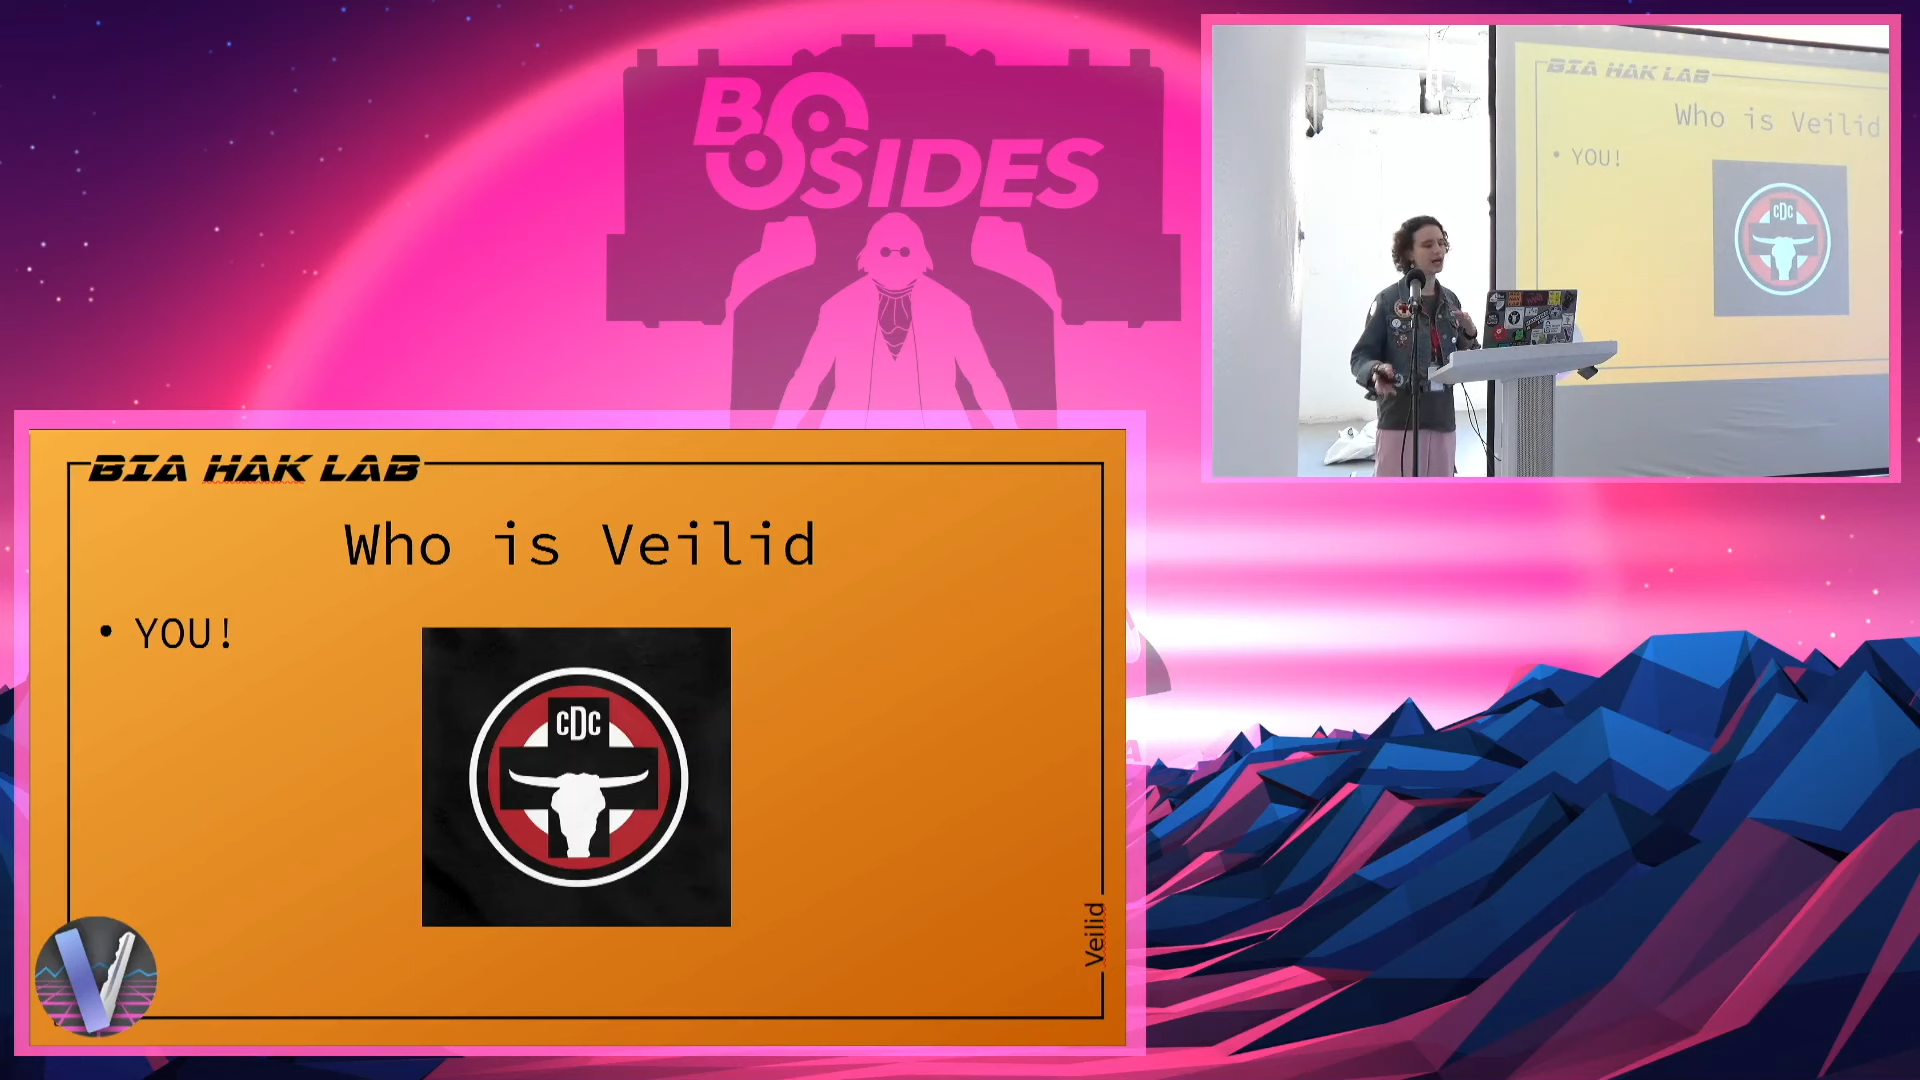 BSIDES
BIA HAK LAB
Who is Veilid
• YOU!
cDc
BIA HAK LAB
Who is Veilid
• YOU!
cDc
Veilid